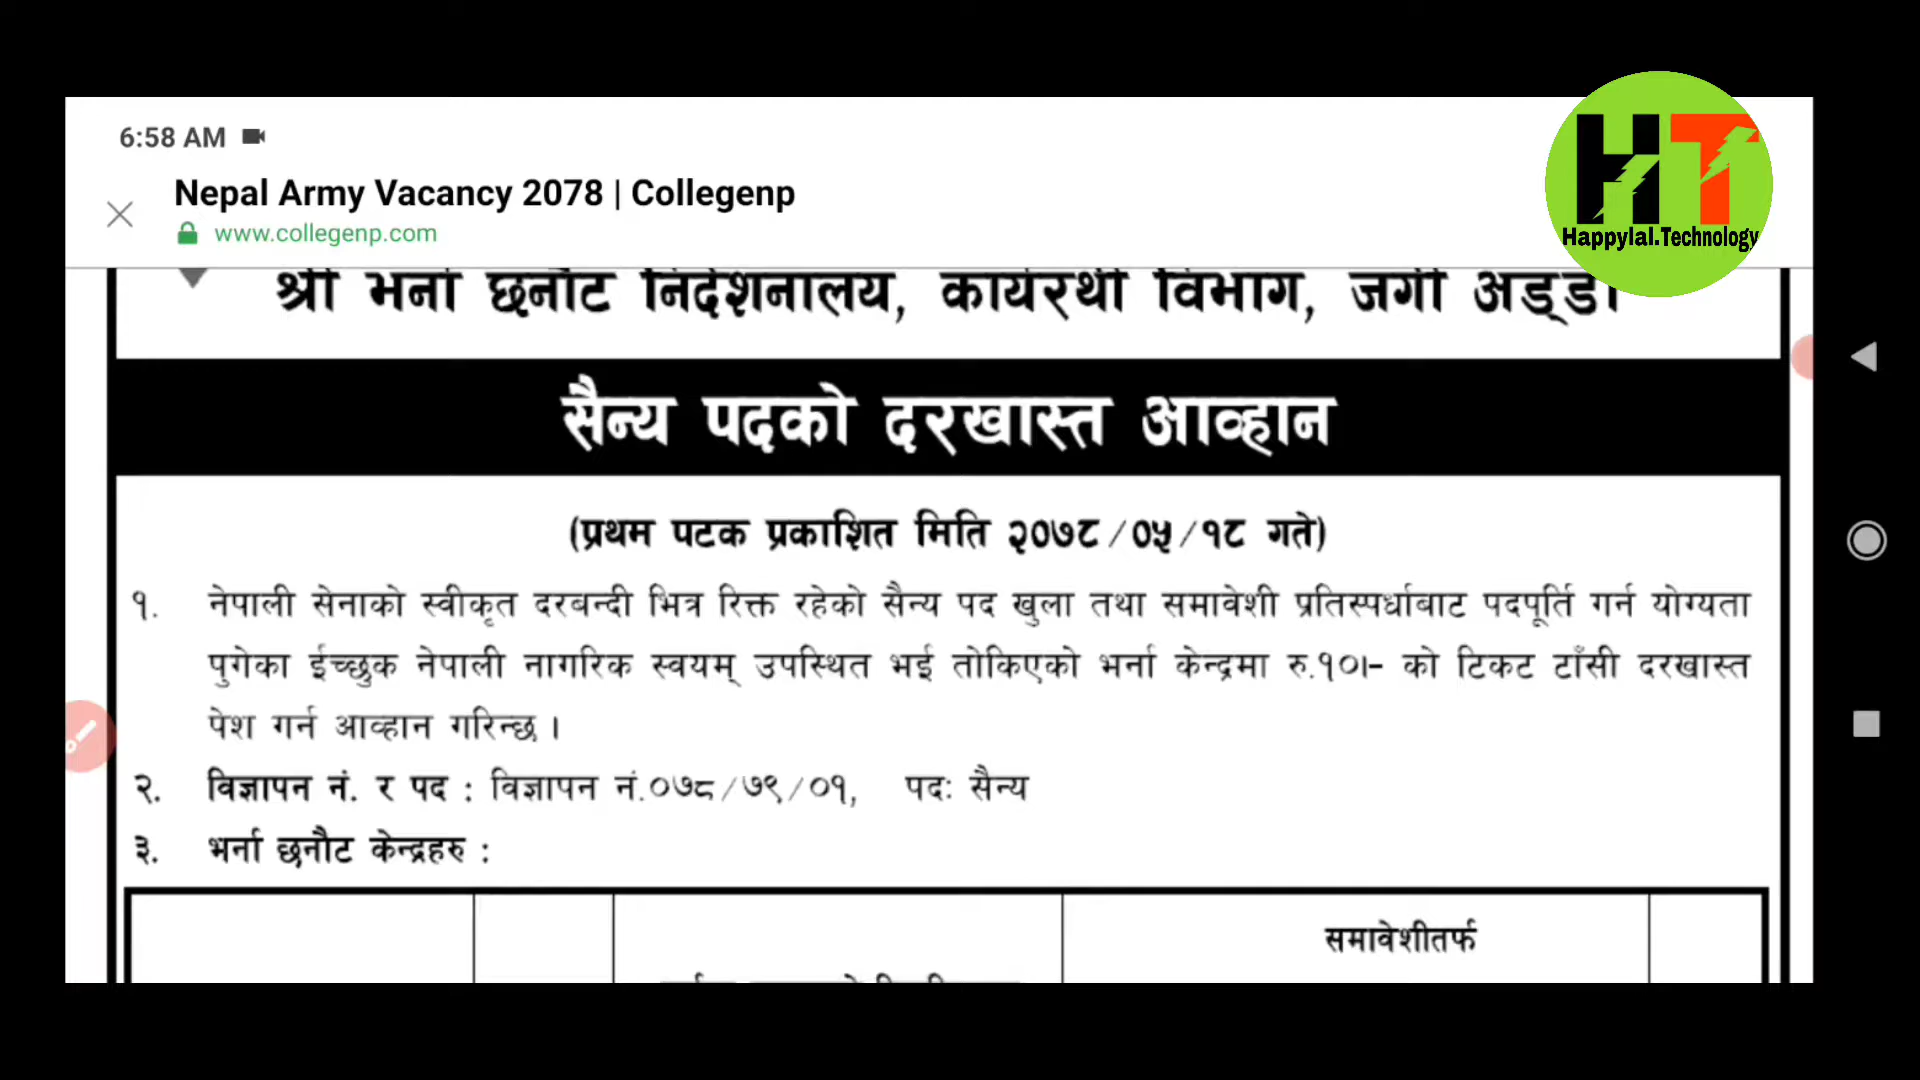 6:58 AM
Nepal Army Vacancy 2078 | Collegenp
www.collegenp.com
HT
Happylal.Technology
श्री भर्ना छनौट निर्देशनालय, कार्यरथी विभाग, जंगी अड्डा
सैन्य पदको दरखास्त आव्हान
(प्रथम पटक प्रकाशित मिति २०७८/०५/१८ गते)
१. नेपाली सेनाको स्वीकृत दरबन्दी भित्र रिक्त रहेको सैन्य पद खुला तथा समावेशी प्रतिस्पर्धाबाट पदपूर्ति गर्न योग्यता
पुगेका ईच्छुक नेपाली नागरिक स्वयम् उपस्थित भई तोकिएको भर्ना केन्द्रमा रु.१०।- को टिकट टाँसी दरखास्त
पेश गर्न आव्हान गरिन्छ ।
२. विज्ञापन नं. र पद : विज्ञापन नं.०७८/७९/०१, पदः सैन्य
३. भर्ना छनौट केन्द्रहरु :
समावेशीतर्फ